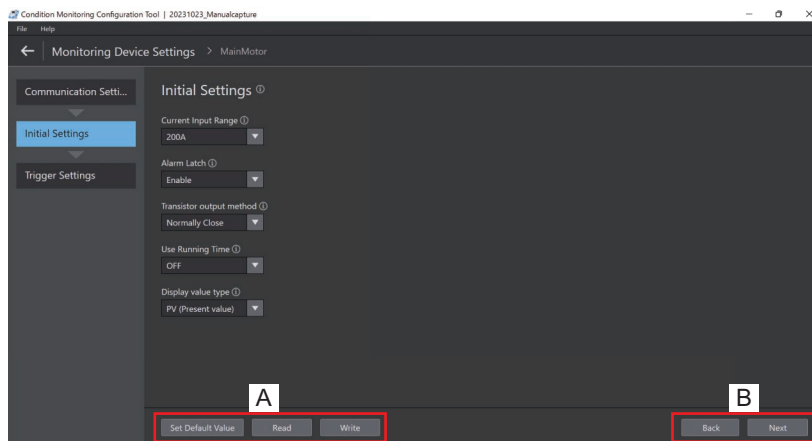 Condition Monitoring Configuration Tool | 20231023_Manualcapture
File Help
Monitoring Device Settings > MainMotor
Communication Setti...
Initial Settings
Trigger Settings
Initial Settings
Current Input Range
200A
Alarm Latch
Enable
Transistor output method
Normally Close
Use Running Time
OFF
Display value type
PV (Present value)
A
B
Set Default Value Read Write Back Next